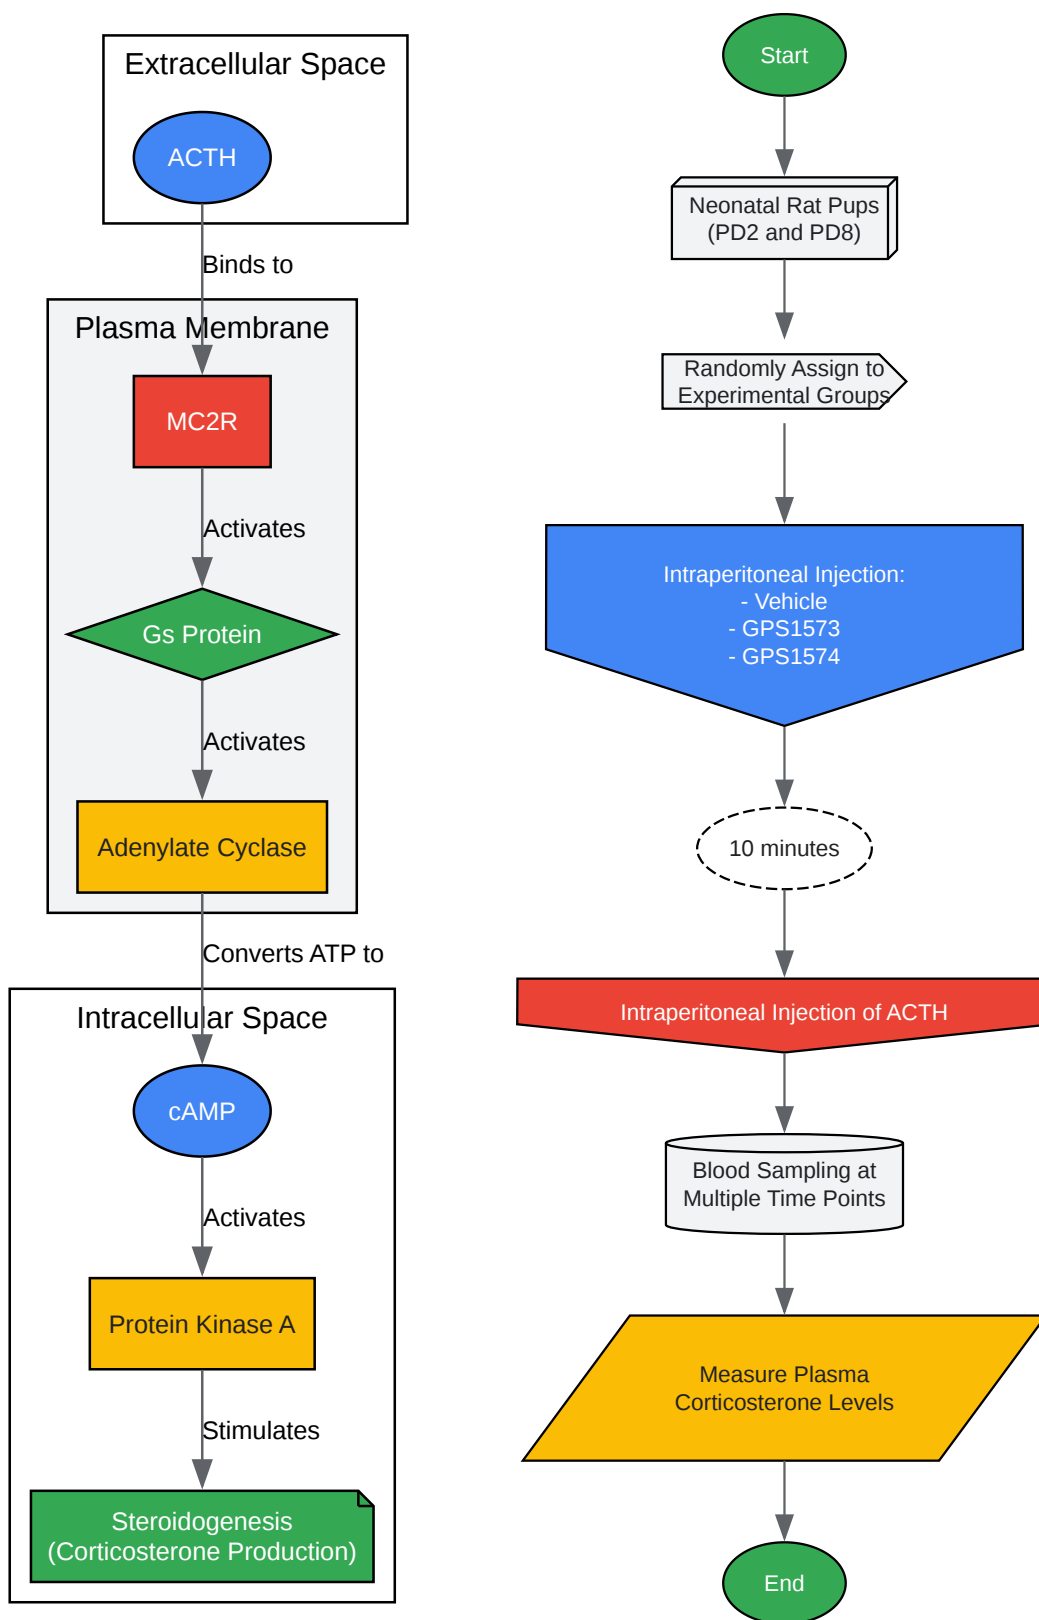 Extracellular Space
ACTH
Binds to
Plasma Membrane
MC2R
Activates
Gs Protein
Activates
Adenylate Cyclase
Converts ATP to
Intracellular Space
cAMP
Activates
Protein Kinase A
Stimulates
Steroidogenesis
(Corticosterone Production)
Start
Neonatal Rat Pups
(PD2 and PD8)
Randomly Assign to
Experimental Groups
Intraperitoneal Injection:
- Vehicle
- GPS1573
- GPS1574
10 minutes
Intraperitoneal Injection of ACTH
Blood Sampling at
Multiple Time Points
Measure Plasma
Corticosterone Levels
End